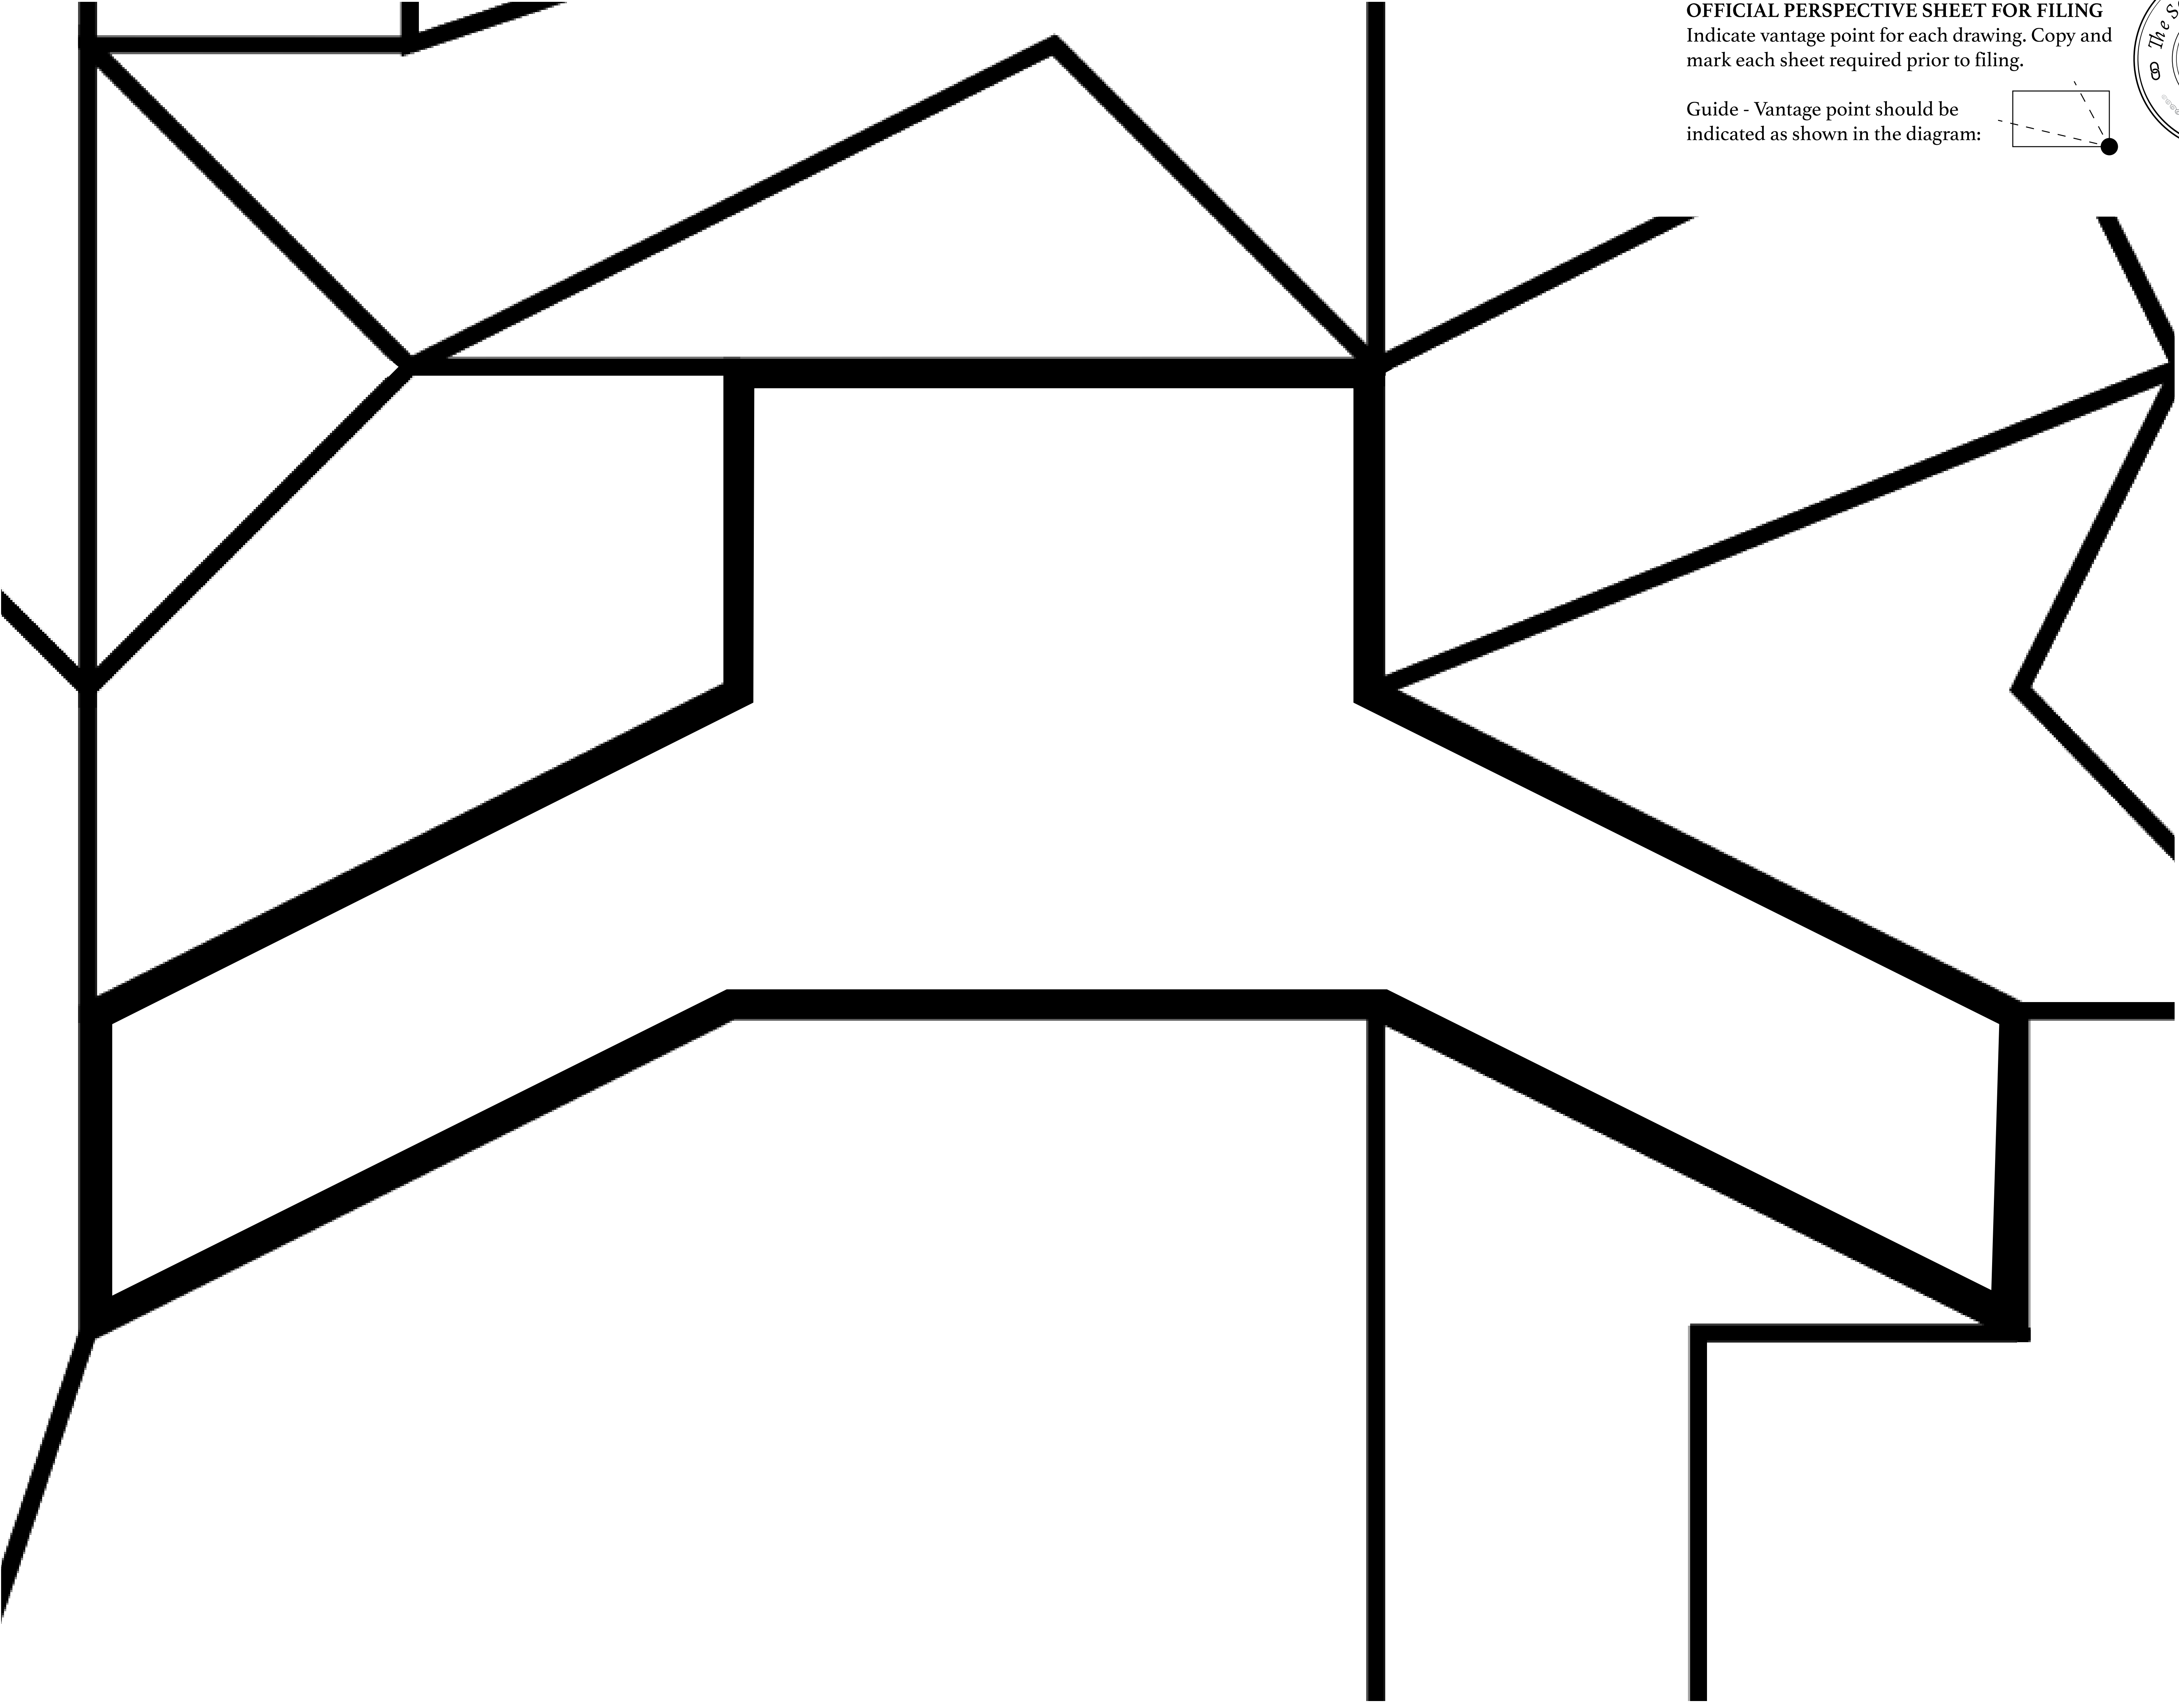 OFFICIAL PERSPECTIVE SHEET FOR FILING
Indicate vantage point for each drawing. Copy and
mark each sheet required prior to filing.
Guide - Vantage point should be
indicated as shown in the diagram:
The